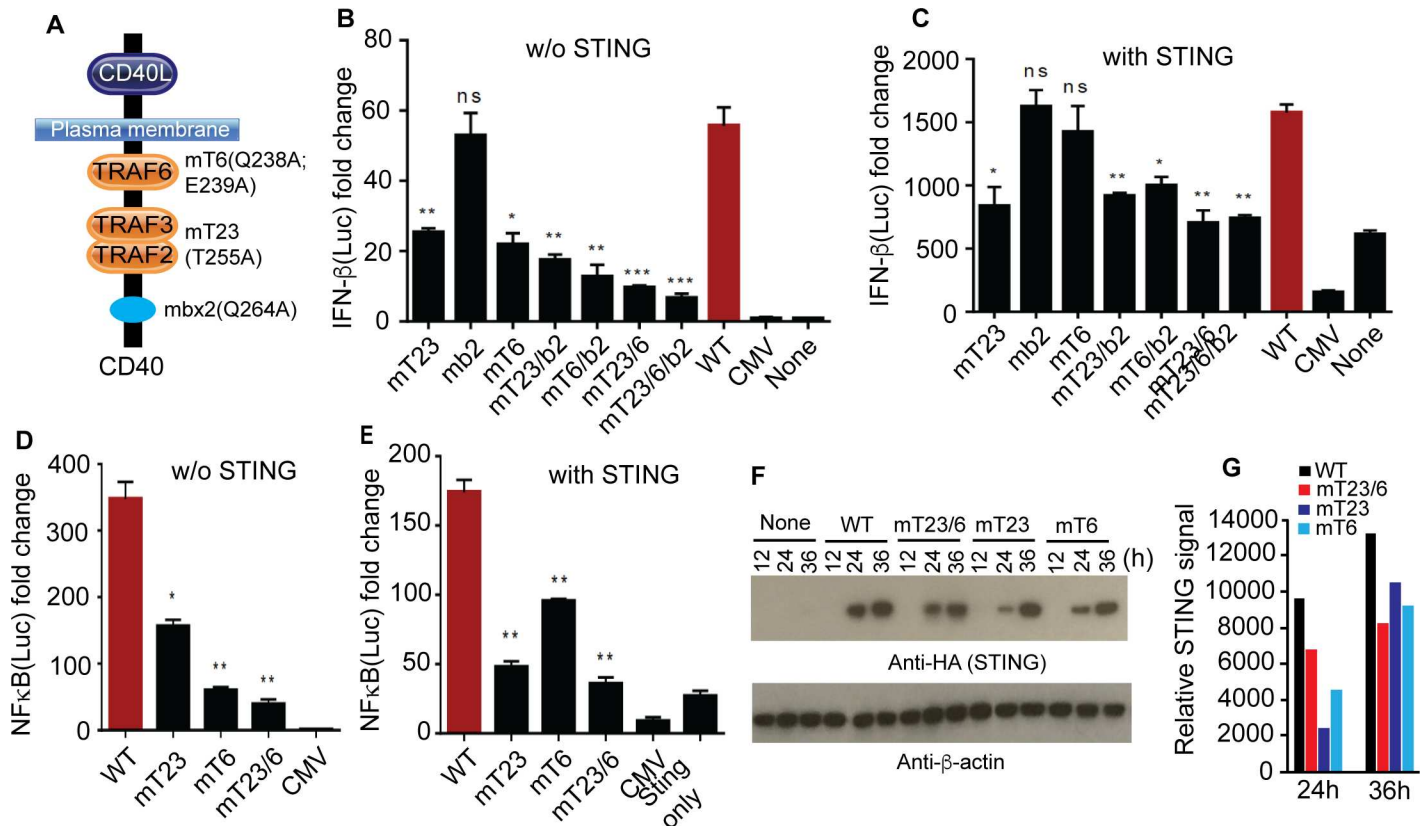 A
CD40L
Plasma membrane
TRAF6
mT6(Q238A;
E239A)
TRAF3
TRAF2
mT23
(T255A)
mbx2(Q264A)
CD40
B
w/o STING
IFN-β(Luc) fold change
80
60
40
20
0
**
ns
*
**
**
***
***
mT23
mb2
mT6
mT23/b2
mT6/b2
mT23/6
mT23/6/b2
WT
CMV
None
C
with STING
IFN-β(Luc) fold change
2000
1500
1000
500
0
*
ns
ns
**
*
**
**
mT23
mb2
mT6
mT23/b2
mT6/b2
mT23/6
mT23/6/b2
WT
CMV
None
D
w/o STING
NFκB(Luc) fold change
400
300
200
100
0
*
**
**
WT
mT23
mT6
mT23/6
CMV
E
with STING
NFκB(Luc) fold change
200
150
100
50
0
**
**
**
WT
mT23
mT6
mT23/6
CMV
Sting
only
F
None WT mT23/6 mT23 mT6
12 24 36 12 24 36 12 24 36 12 24 36 12 24 36 (h)
Anti-HA (STING)
Anti-β-actin
G
WT
mT23/6
mT23
mT6
Relative STING signal
14000
12000
10000
8000
6000
4000
2000
0
24h 36h